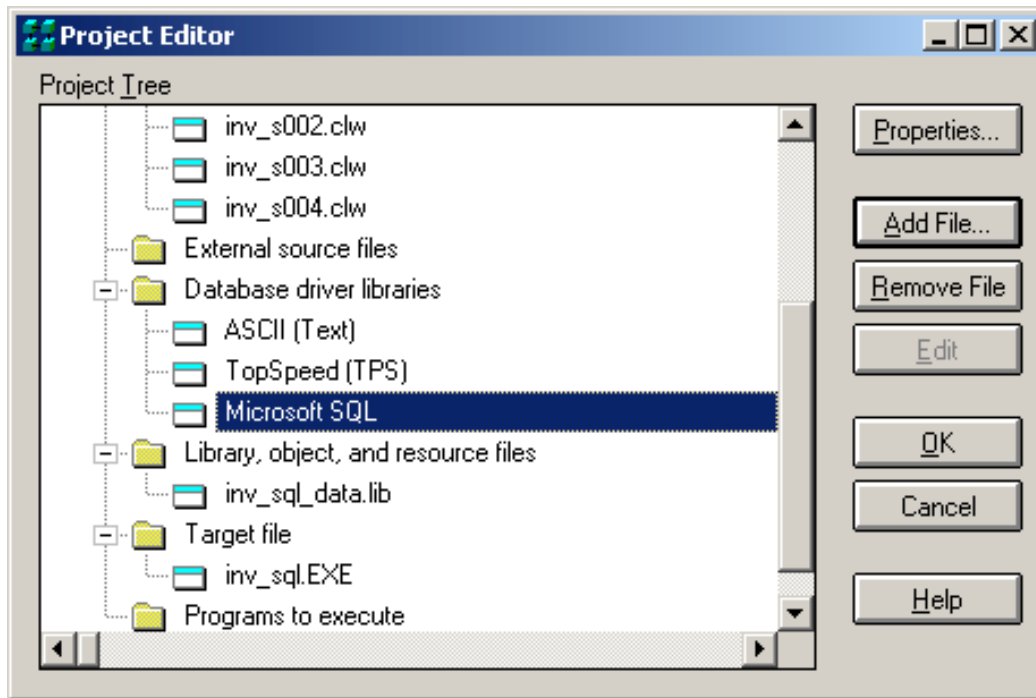 Project Editor
Project Tree
inv_s002.clw
inv_s003.clw
inv_s004.clw
External source files
Database driver libraries
ASCII (Text)
TopSpeed (TPS)
Microsoft SQL
Library, object, and resource files
inv_sql_data.lib
Target file
inv_sql.EXE
Programs to execute
Properties...
Add File...
Remove File
Edit
OK
Cancel
Help